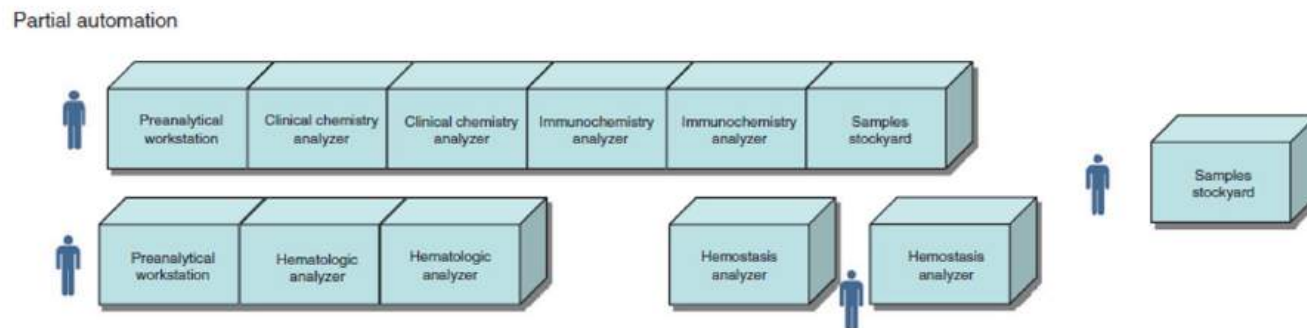 Partial automation
Preanalytical
workstation
Clinical chemistry
analyzer
Clinical chemistry
analyzer
Immunochemistry
analyzer
Immunochemistry
analyzer
Samples
stockyard
Samples
stockyard
Preanalytical
workstation
Hematologic
analyzer
Hematologic
analyzer
Hemostasis
analyzer
Hemostasis
analyzer